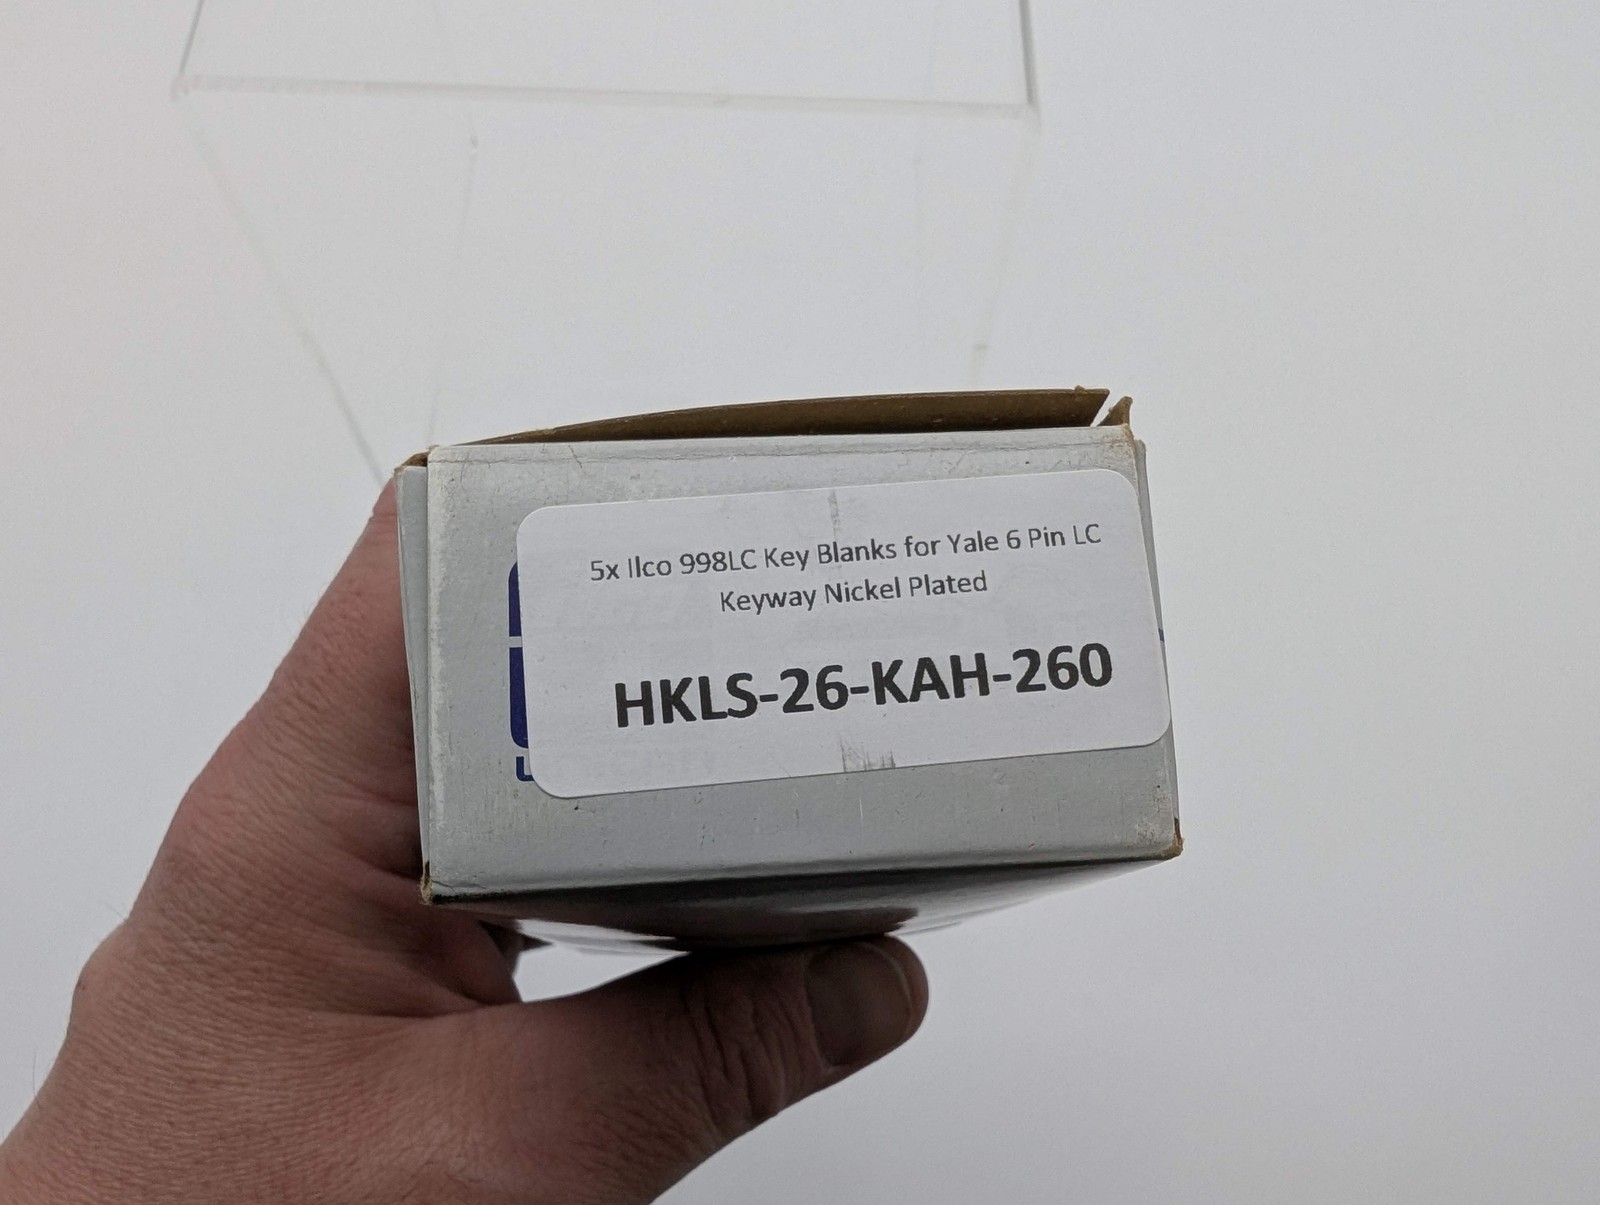 5x Ilco 998LC Key Blanks for Yale 6 Pin LC
Keyway Nickel Plated
HKLS-26-KAH-260